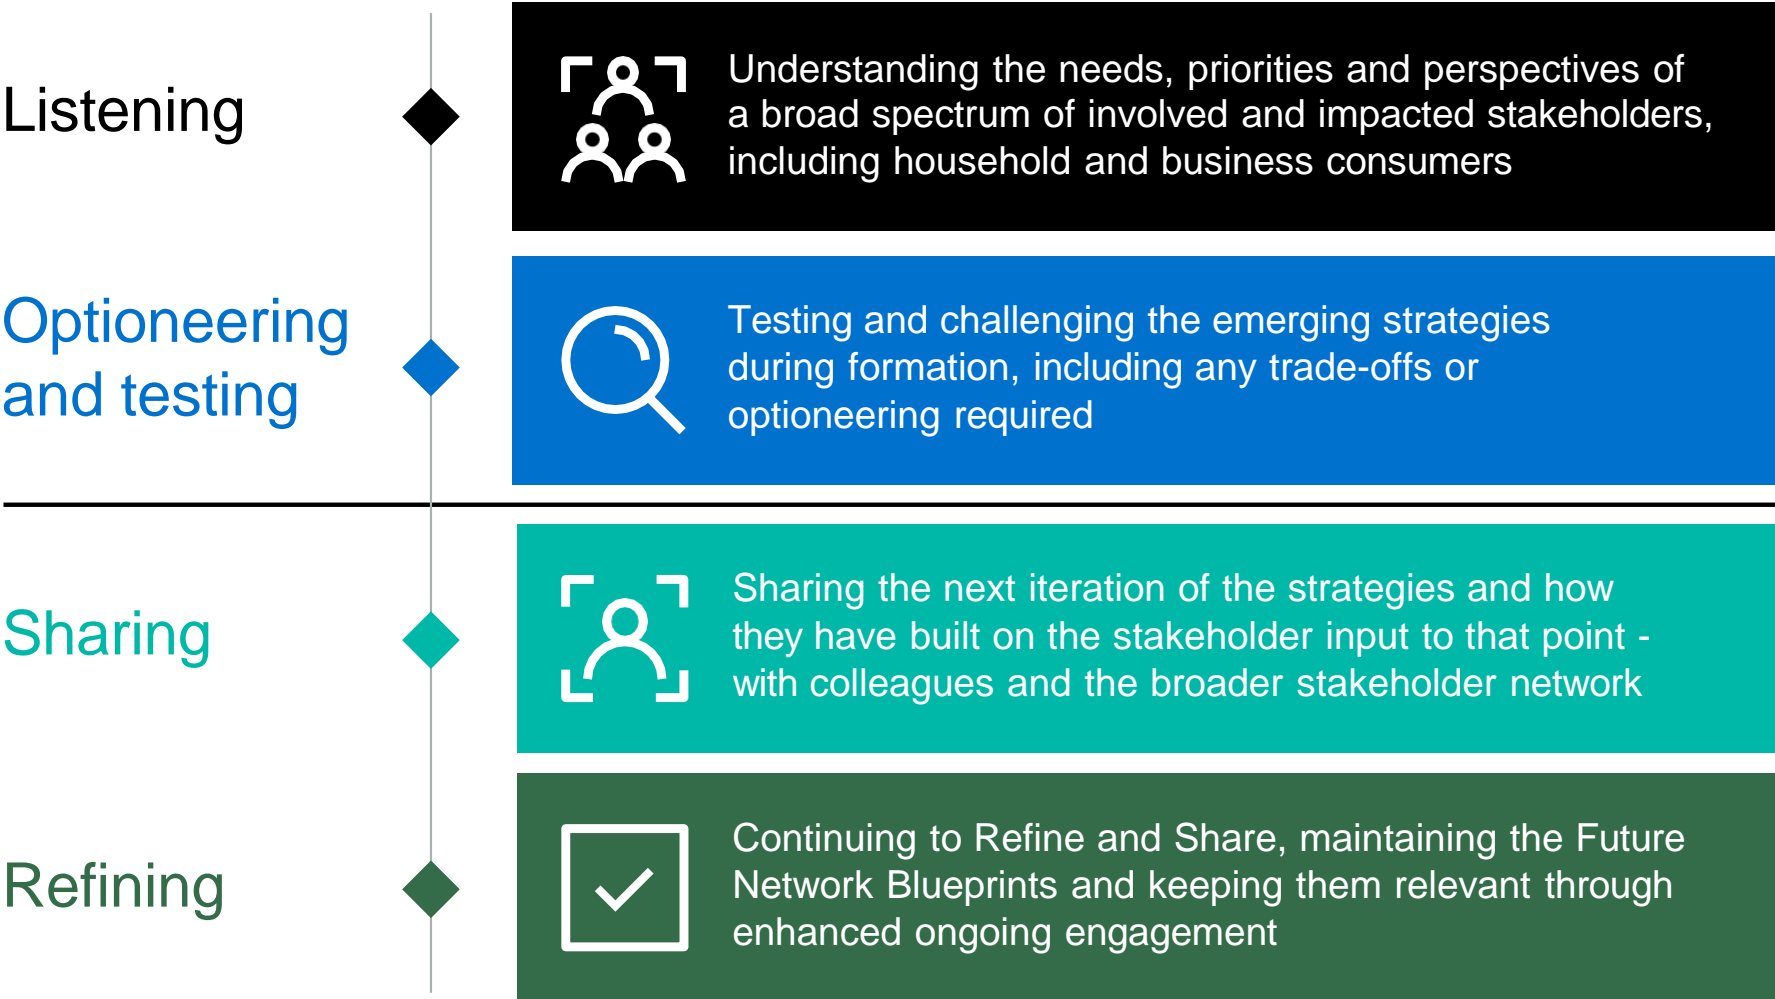 Listening
Understanding the needs, priorities and perspectives of
a broad spectrum of involved and impacted stakeholders,
including household and business consumers
Optioneering
and testing
Testing and challenging the emerging strategies
during formation, including any trade-offs or
optioneering required
Sharing
Sharing the next iteration of the strategies and how
they have built on the stakeholder input to that point -
with colleagues and the broader stakeholder network
Refining
Continuing to Refine and Share, maintaining the Future
Network Blueprints and keeping them relevant through
enhanced ongoing engagement